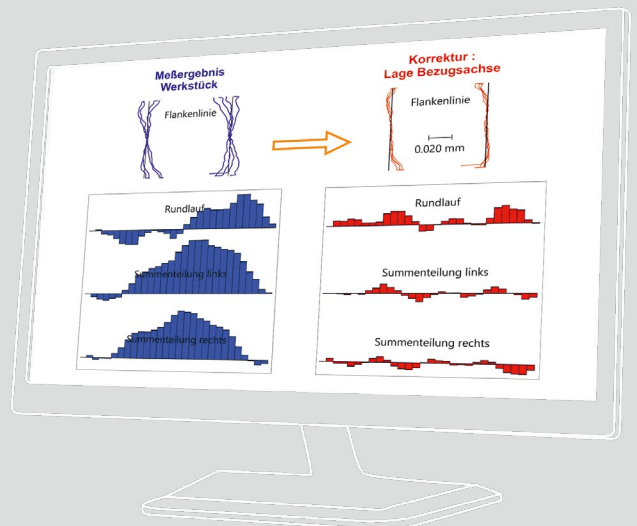 Meßergebnis
Werkstück
Flankenlinie
Rundlauf
Summenteilung links
Summenteilung rechts
Korrektur :
Lage Bezugsachse
Flankenlinie
0.020 mm
Rundlauf
Summenteilung links
Summenteilung rechts